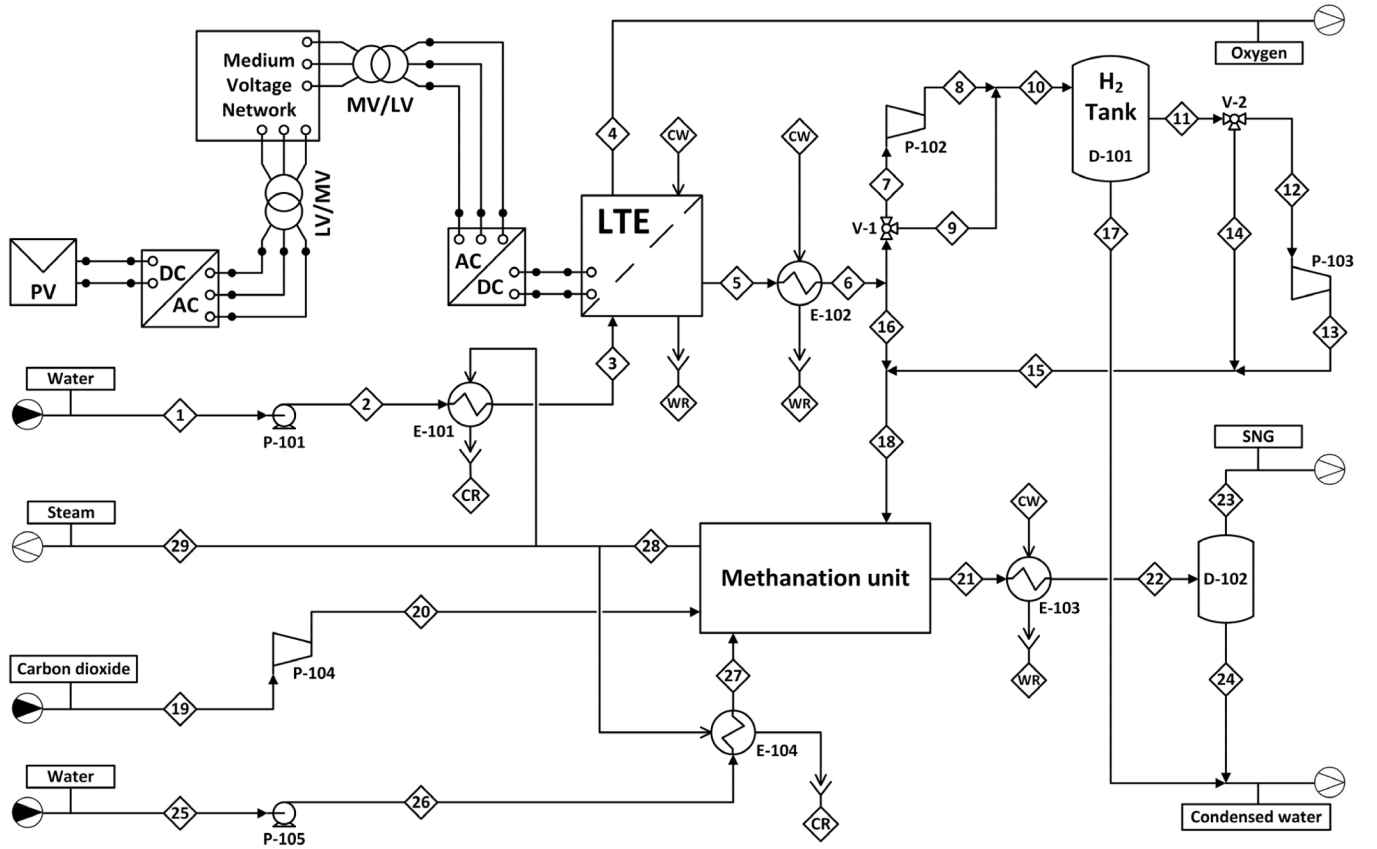 Medium
Voltage
Network
MV/LV
LV/MV
PV
DC
AC
AC
DC
LTE
4
CW
CW
5
E-102
6
3
WR
WR
Oxygen
7
P-102
8
10
V-1
9
H2
Tank
D-101
11
V-2
12
14
17
P-103
13
16
15
18
Water
1
P-101
2
E-101
CR
Steam
29
28
Methanation unit
20
Carbon dioxide
19
P-104
27
E-104
CR
Water
25
P-105
26
21
CW
E-103
WR
22
SNG
23
D-102
24
Condensed water